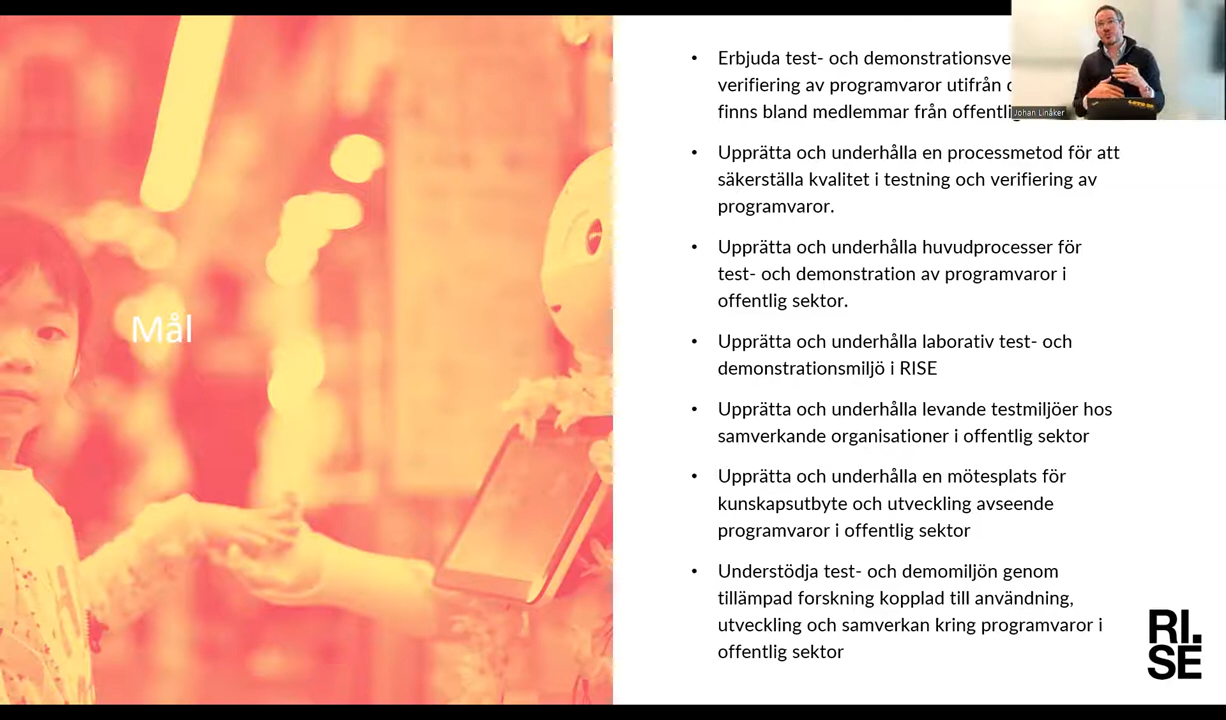 Mål
• Erbjuda test- och
verifiering av programvaror utifrån
finns bland medlemmar från
• Upprätta och underhålla en processmetod för att
säkerställa kvalitet i testning och verifiering av
programvaror.
• Upprätta och underhålla huvudprocesser för
test- och demonstration av programvaror i
offentlig sektor.
• Upprätta och underhålla laborativ test- och
demonstrationsmiljö i RISE
• Upprätta och underhålla levande testmiljöer hos
samverkande organisationer i offentlig sektor
• Upprätta och underhålla en mötesplats för
kunskapsutbyte och utveckling avseende
programvaror i offentlig sektor
• Understödja test- och demomiljön genom
tillämpad forskning kopplad till användning,
utveckling och samverkan kring programvaror i
offentlig sektor
Johan Linåker
RI.
SE